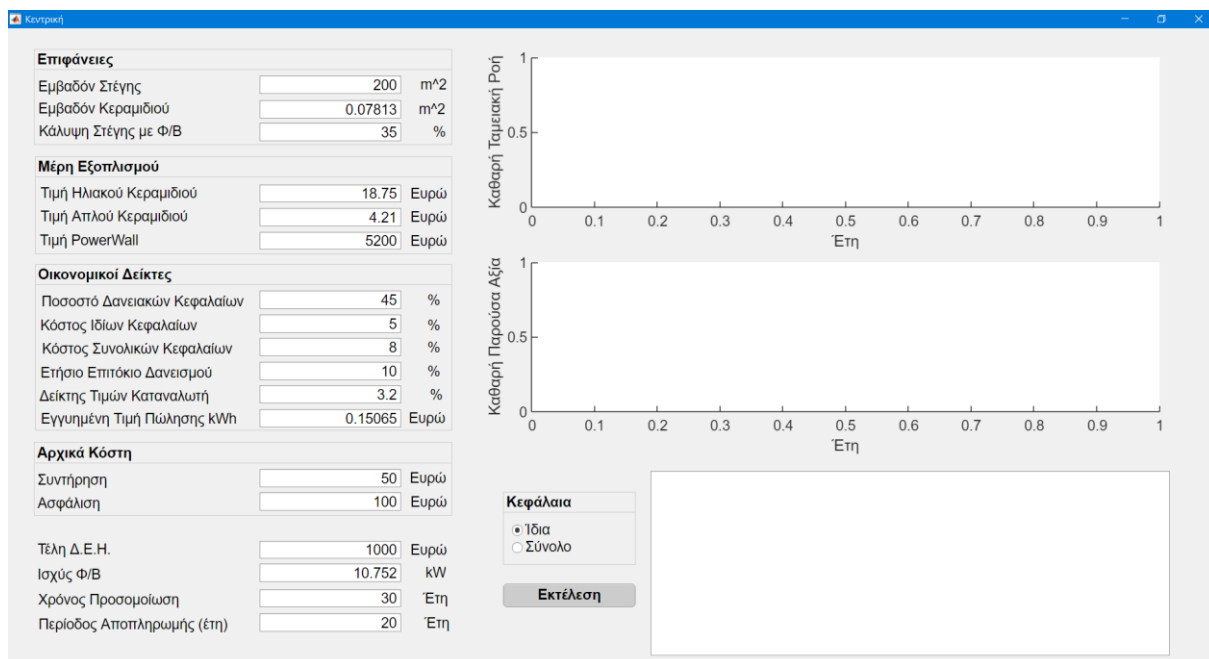 Κεντρική
Επιφάνειες
Εμβαδόν Στέγης 200 m^2
Εμβαδόν Κεραμιδιού 0.07813 m^2
Κάλυψη Στέγης με Φ/Β 35 %
Μέρη Εξοπλισμού
Τιμή Ηλιακού Κεραμιδιού 18.75 Ευρώ
Τιμή Απλού Κεραμιδιού 4.21 Ευρώ
Τιμή PowerWall 5200 Ευρώ
Οικονομικοί Δείκτες
Ποσοστό Δανειακών Κεφαλαίων 45 %
Κόστος Ιδίων Κεφαλαίων 5 %
Κόστος Συνολικών Κεφαλαίων 8 %
Ετήσιο Επιτόκιο Δανεισμού 10 %
Δείκτης Τιμών Καταναλωτή 3.2 %
Εγγυημένη Τιμή Πώλησης kWh 0.15065 Ευρώ
Αρχικά Κόστη
Συντήρηση 50 Ευρώ
Ασφάλιση 100 Ευρώ
Τέλη Δ.Ε.Η. 1000 Ευρώ
Ισχύς Φ/Β 10.752 kW
Χρόνος Προσομοίωση 30 Έτη
Περίοδος Αποπληρωμής (έτη) 20 Έτη
Καθαρή Ταμειακή Ροή
1
0.5
0
0 0.1 0.2 0.3 0.4 0.5 0.6 0.7 0.8 0.9 1
Έτη
Καθαρή Παρούσα Αξία
1
0.5
0
0 0.1 0.2 0.3 0.4 0.5 0.6 0.7 0.8 0.9 1
Έτη
Κεφάλαια
Ίδια
Σύνολο
Εκτέλεση